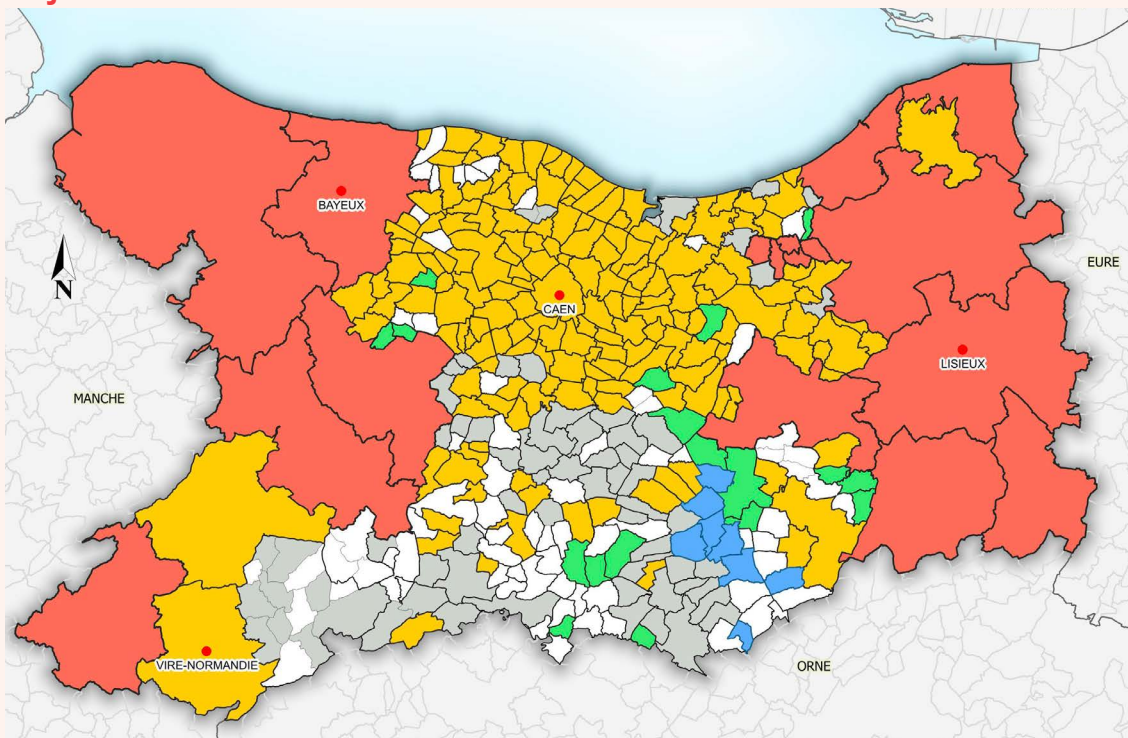 BAYEUX
EURE
N
CAEN
LISIEUX
MANCHE
VIRE-NORMANDIE
ORNE